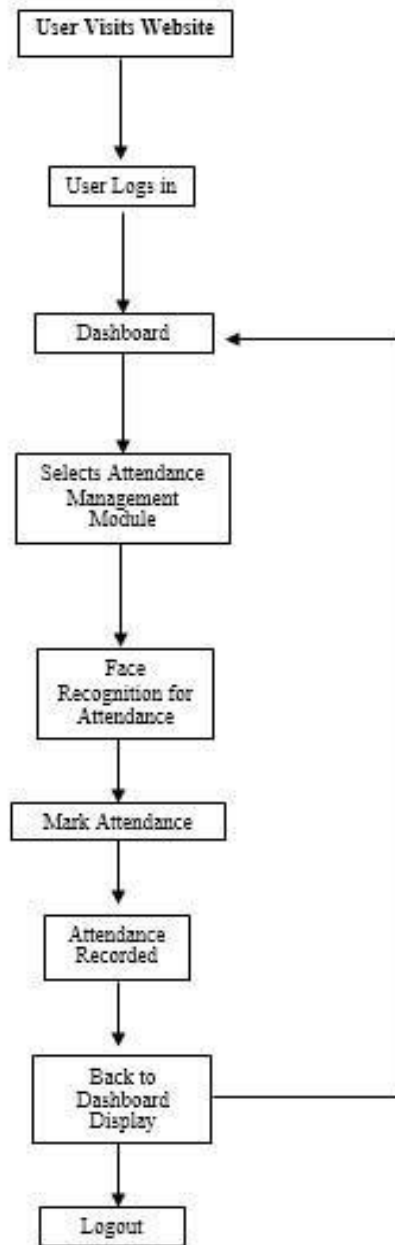 User Visits Website
User Logs in
Dashboard
Selects Attendance
Management
Module
Face
Recognition for
Attendance
Mark Attendance
Attendance
Recorded
Back to
Dashboard
Display
Logout